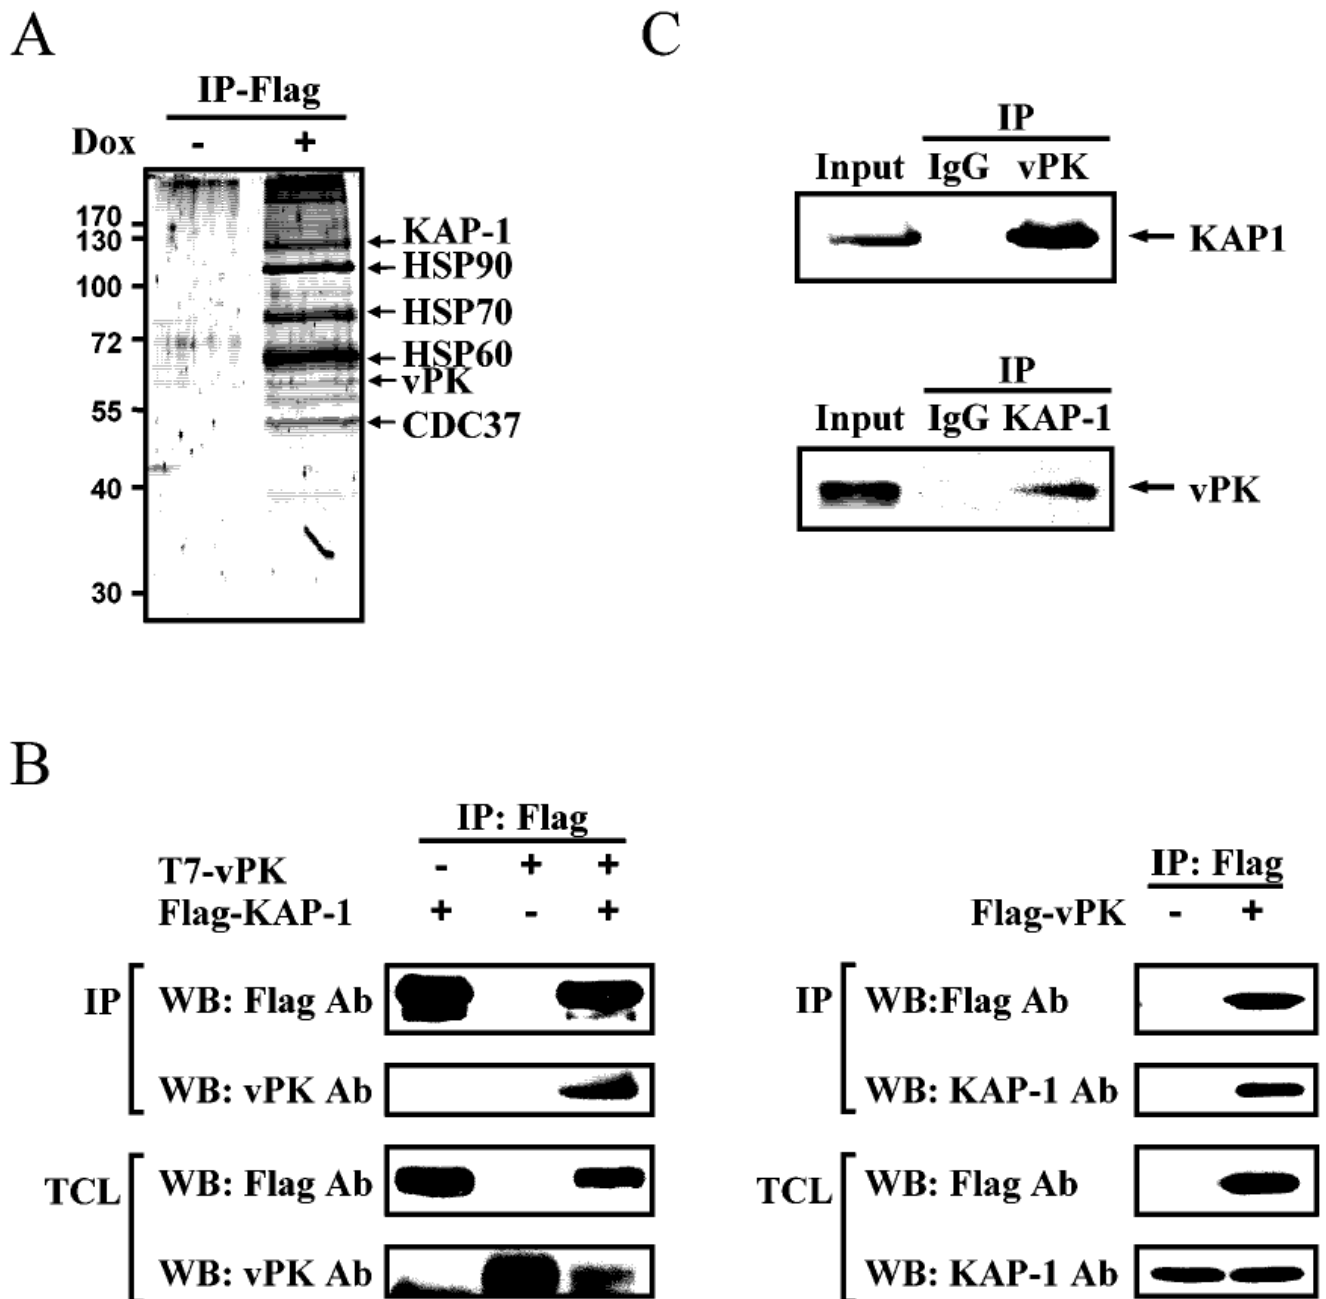 A
IP-Flag
Dox - +
170
130
100
72
55
40
30
KAP-1
HSP90
HSP70
HSP60
vPK
CDC37
C
IP
Input IgG vPK
KAP1
IP
Input IgG KAP-1
vPK
B
IP: Flag
T7-vPK - + +
Flag-KAP-1 + - +
IP
WB: Flag Ab
WB: vPK Ab
TCL
WB: Flag Ab
WB: vPK Ab
IP: Flag
Flag-vPK - +
IP
WB:Flag Ab
WB: KAP-1 Ab
TCL
WB: Flag Ab
WB: KAP-1 Ab